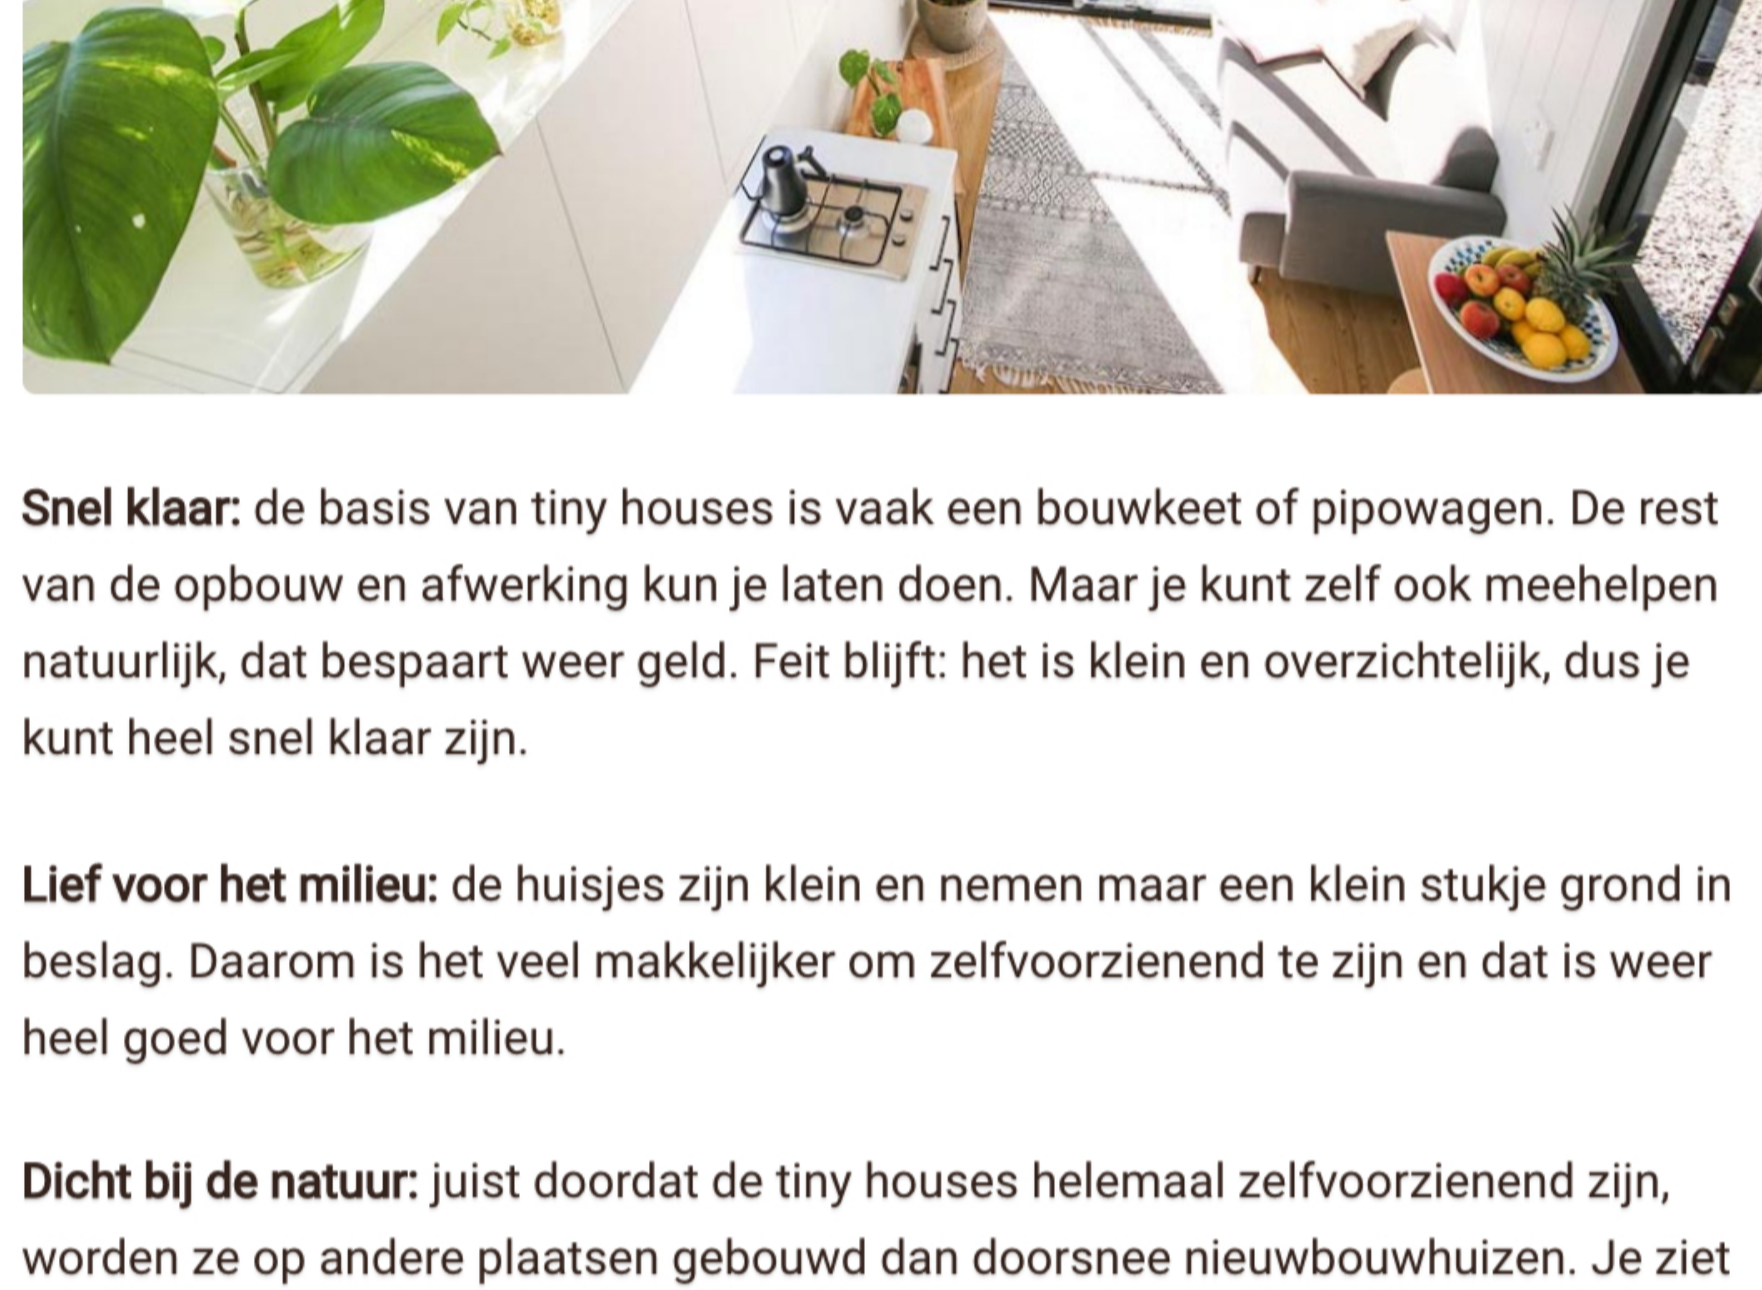 Snel klaar: de basis van tiny houses is vaak een bouwkeet of pipowagen. De rest
van de opbouw en afwerking kun je laten doen. Maar je kunt zelf ook meehelpen
natuurlijk, dat bespaart weer geld. Feit blijft: het is klein en overzichtelijk, dus je
kunt heel snel klaar zijn.
Lief voor het milieu: de huisjes zijn klein en nemen maar een klein stukje grond in
beslag. Daarom is het veel makkelijker om zelfvoorzienend te zijn en dat is weer
heel goed voor het milieu.
Dicht bij de natuur: juist doordat de tiny houses helemaal zelfvoorzienend zijn,
worden ze op andere plaatsen gebouwd dan doorsnee nieuwbouwhuizen. Je ziet